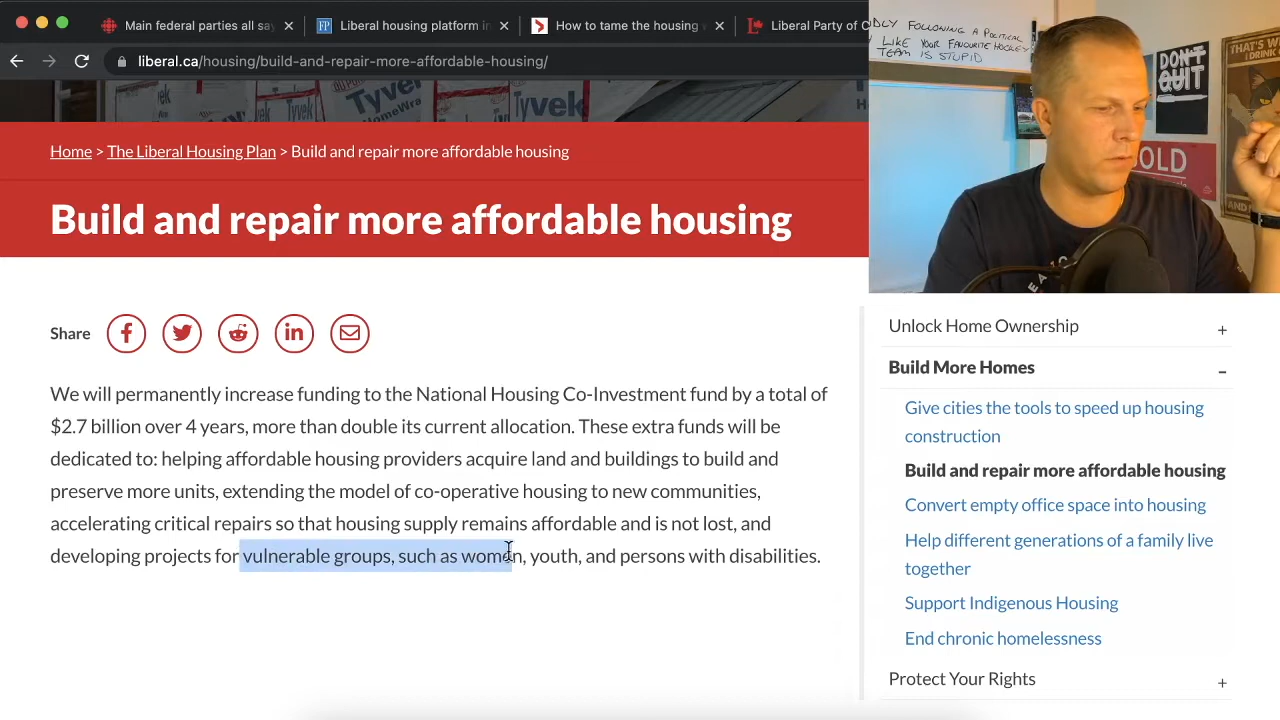 Main federal parties all sa
Liberal housing platform i
How to tame the housing
Liberal Party of C
liberal.ca/housing/build-and-repair-more-affordable-housing/
DLY FOLLOWING A POLITICAL
LIKE YOUR FAVOURITE HOCKEY
TEAM IS STUPID
DON'T
QUIT
THAT'S W
I DRINK
OLD
AND
Tyvek
HomeWra
Tyvek
Tyvek
Home > The Liberal Housing Plan > Build and repair more affordable housing
Build and repair more affordable housing
Share
We will permanently increase funding to the National Housing Co-Investment fund by a total of
$2.7 billion over 4 years, more than double its current allocation. These extra funds will be
dedicated to: helping affordable housing providers acquire land and buildings to build and
preserve more units, extending the model of co-operative housing to new communities,
accelerating critical repairs so that housing supply remains affordable and is not lost, and
developing projects for vulnerable groups, such as women, youth, and persons with disabilities.
Unlock Home Ownership +
Build More Homes –
Give cities the tools to speed up housing
construction
Build and repair more affordable housing
Convert empty office space into housing
Help different generations of a family live
together
Support Indigenous Housing
End chronic homelessness
Protect Your Rights +